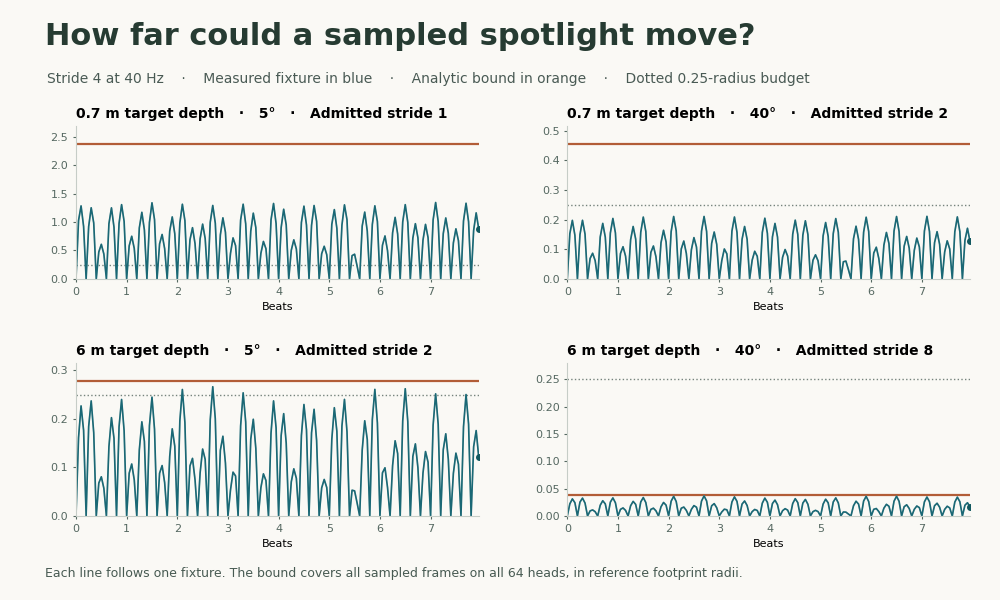 How far could a sampled spotlight move?
Stride 4 at 40 Hz · Measured fixture in blue · Analytic bound in orange · Dotted 0.25-radius budget
0.7 m target depth · 5° · Admitted stride 1
2.5
2.0
1.5
1.0
0.5
0.0
0 1 2 3 4 5 6 7
Beats
0.7 m target depth · 40° · Admitted stride 2
0.5
0.4
0.3
0.2
0.1
0.0
0 1 2 3 4 5 6 7
Beats
6 m target depth · 5° · Admitted stride 2
0.3
0.2
0.1
0.0
0 1 2 3 4 5 6 7
Beats
6 m target depth · 40° · Admitted stride 8
0.25
0.20
0.15
0.10
0.05
0.00
0 1 2 3 4 5 6 7
Beats
Each line follows one fixture. The bound covers all sampled frames on all 64 heads, in reference footprint radii.